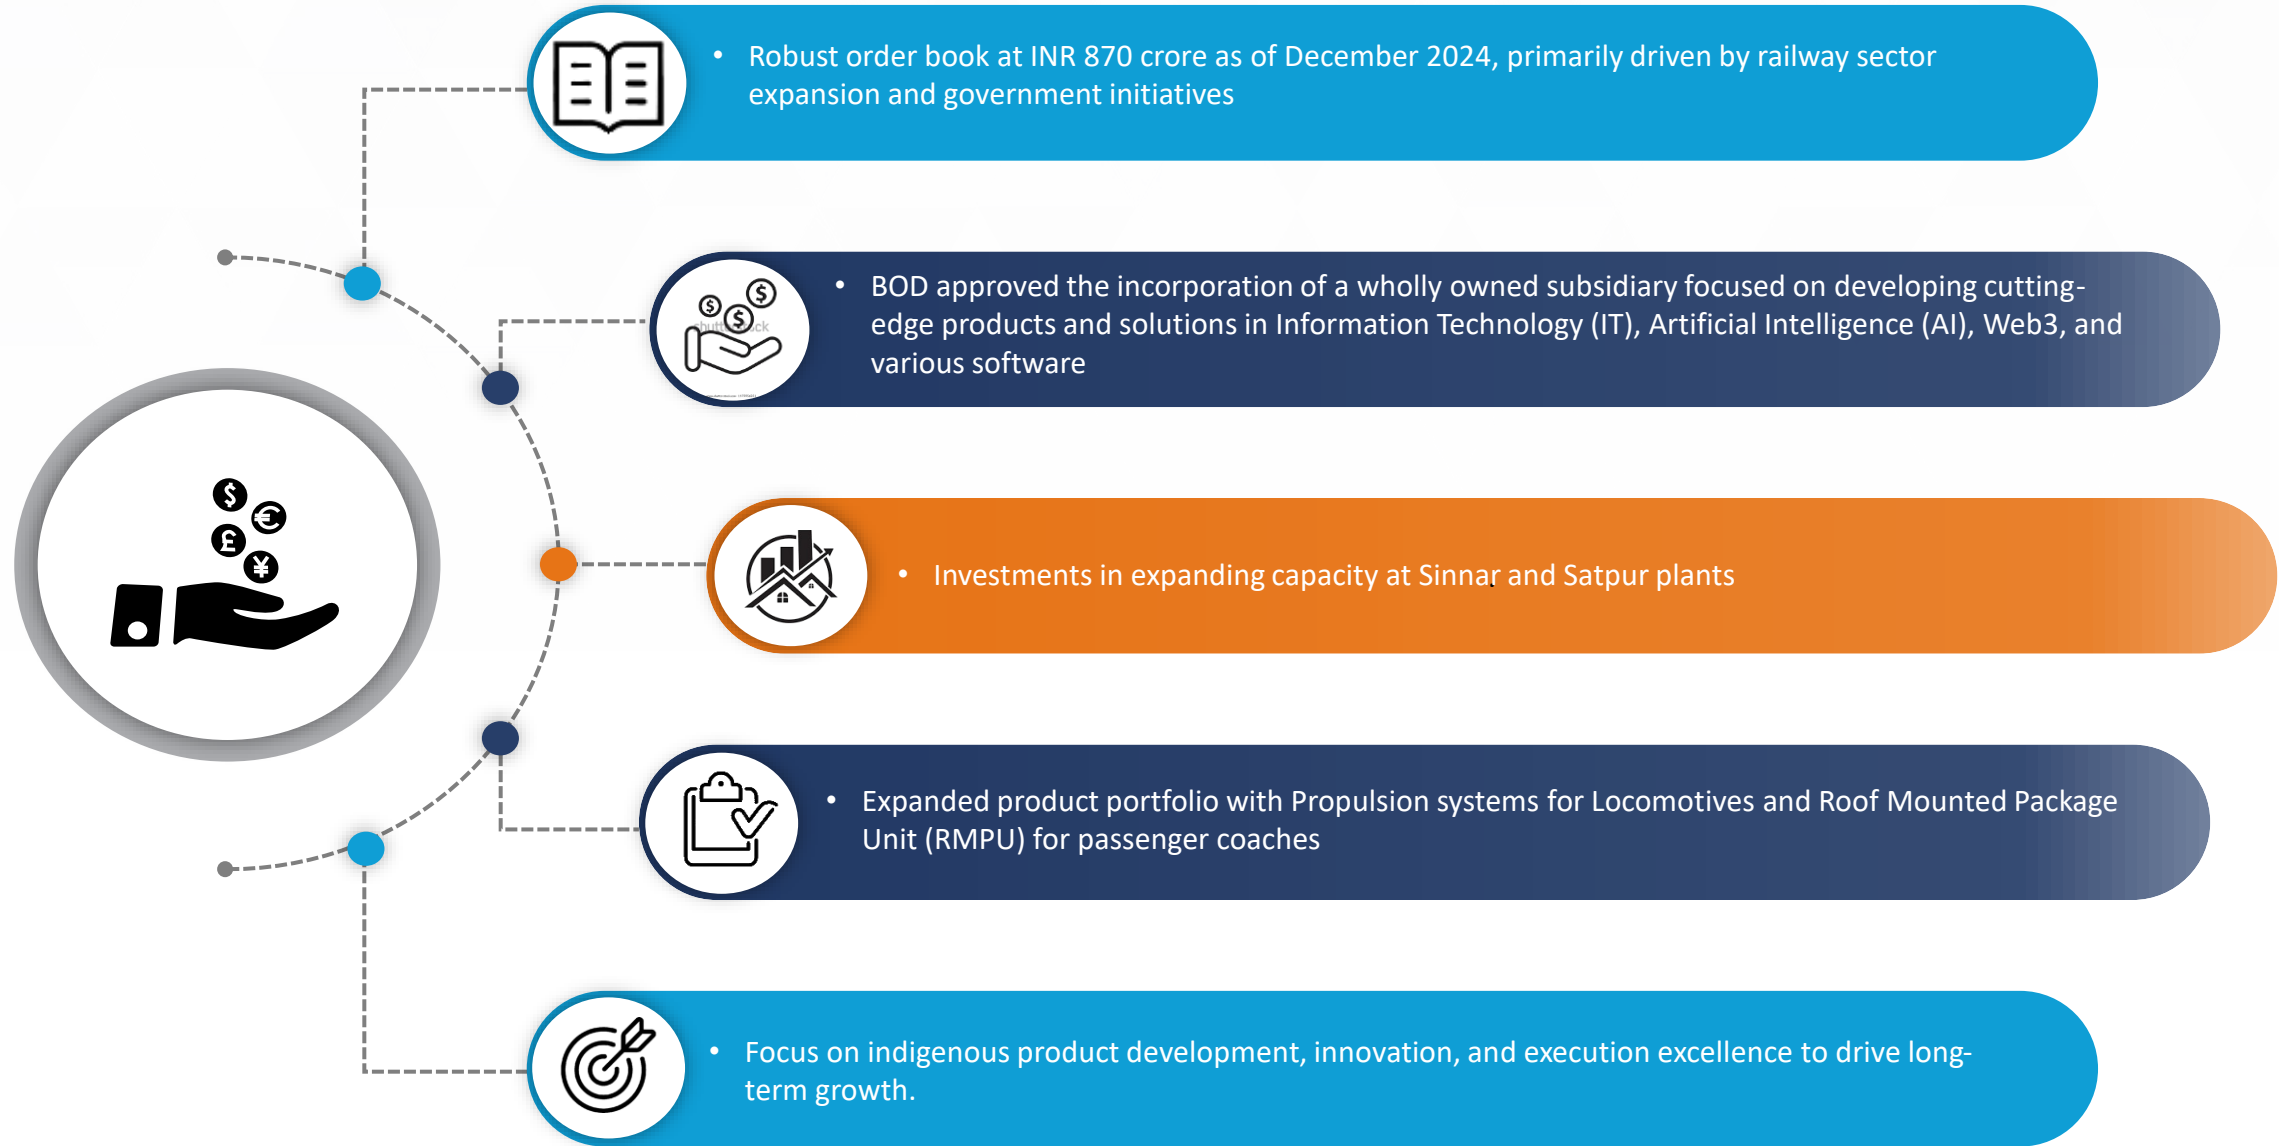 • Robust order book at INR 870 crore as of December 2024, primarily driven by railway sector
expansion and government initiatives
• BOD approved the incorporation of a wholly owned subsidiary focused on developing cutting-
edge products and solutions in Information Technology (IT), Artificial Intelligence (AI), Web3, and
various software
• Investments in expanding capacity at Sinnar and Satpur plants
• Expanded product portfolio with Propulsion systems for Locomotives and Roof Mounted Package
Unit (RMPU) for passenger coaches
• Focus on indigenous product development, innovation, and execution excellence to drive long-
term growth.